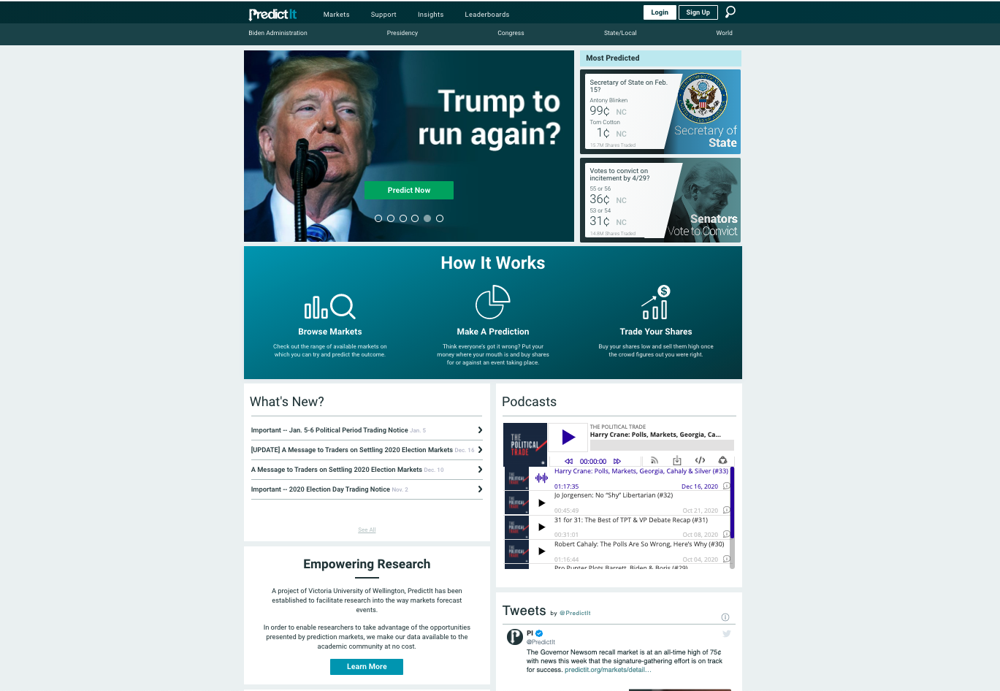 PredictIt
Markets
Support
Insights
Leaderboards
Login
Sign Up
Biden Administration
Presidency
Congress
State/Local
World
Trump to
run again?
Predict Now
Most Predicted
Secretary of State on Feb.
15?
Antony Blinken
99¢ NC
Tom Cotton
1¢ NC
15.7M Shares Traded
Secretary of
State
Votes to convict on
incitement by 4/29?
55 or 56
36¢ NC
53 or 54
31¢ NC
14.8M Shares Traded
Senators
Vote to Convict
How It Works
Browse Markets
Check out the range of available markets on
which you can try and predict the outcome.
Make A Prediction
Think everyone's got it wrong? Put your
money where your mouth is and buy shares
for or against an event taking place.
$
Trade Your Shares
Buy your shares low and sell them high once
the crowd figures out you were right.
What's New?
Important -- Jan. 5-6 Political Period Trading Notice Jan. 5
[UPDATE] A Message to Traders on Settling 2020 Election Markets Dec. 16
A Message to Traders on Settling 2020 Election Markets Dec. 10
Important -- 2020 Election Day Trading Notice Nov. 2
See All
Empowering Research
A project of Victoria University of Wellington, PredictIt has been
established to facilitate research into the way markets forecast
events.
In order to enable researchers to take advantage of the opportunities
presented by prediction markets, we make our data available to the
academic community at no cost.
Learn More
Podcasts
THE
POLITICAL
TRADE
THE POLITICAL TRADE
Harry Crane: Polls, Markets, Georgia, Ca...
00:00:00
Harry Crane: Polls, Markets, Georgia, Cahaly & Silver (#33)
01:17:35
Dec 16, 2020
Jo Jorgensen: No “Shy” Libertarian (#32)
00:45:49
Oct 21, 2020
31 for 31: The Best of TPT & VP Debate Recap (#31)
00:31:01
Oct 08, 2020
Robert Cahaly: The Polls Are So Wrong, Here's Why (#30)
01:16:44
Oct 04, 2020
Pro Punter Plots Barrett, Biden & Boris (#29)
Tweets by @PredictIt
PI
@PredictIt
The Governor Newsom recall market is at an all-time high of 75¢
with news this week that the signature-gathering effort is on track
for success. predictit.org/markets/detail…